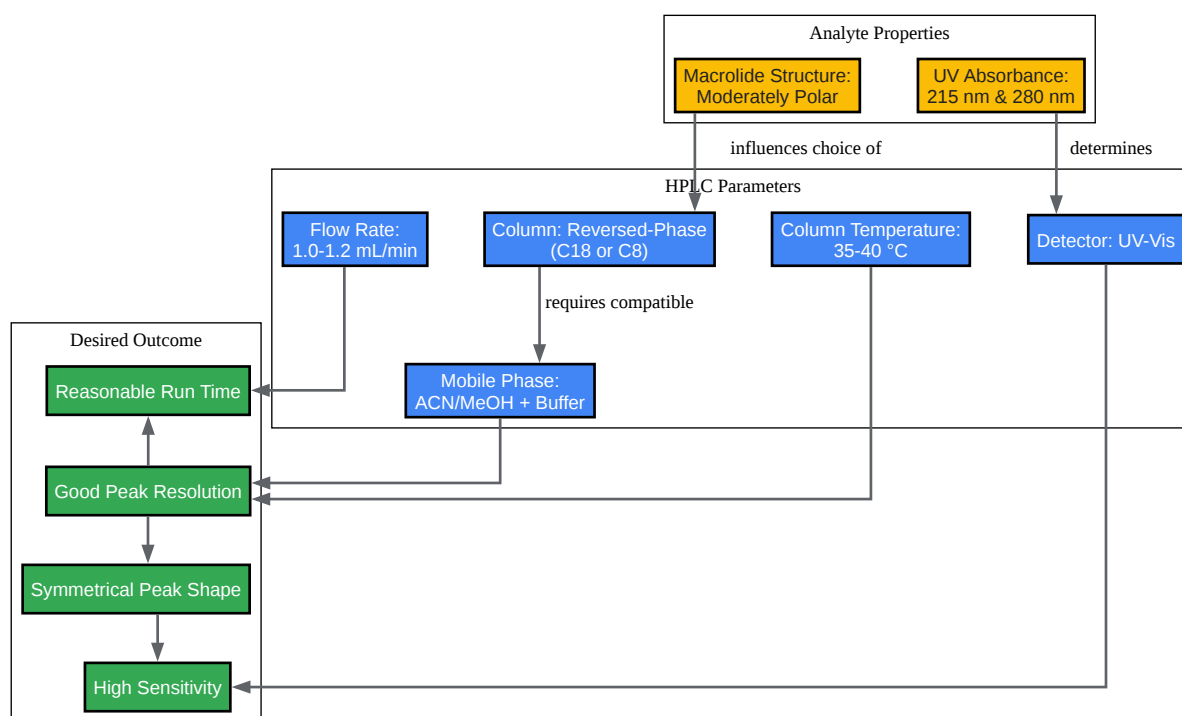 Analyte Properties
Macrolide Structure:
Moderately Polar
UV Absorbance:
215 nm & 280 nm
influences choice of
determines
HPLC Parameters
Flow Rate:
1.0-1.2 mL/min
Column: Reversed-Phase
(C18 or C8)
Column Temperature:
35-40 °C
Detector: UV-Vis
requires compatible
Mobile Phase:
ACN/MeOH + Buffer
Desired Outcome
Reasonable Run Time
Good Peak Resolution
Symmetrical Peak Shape
High Sensitivity